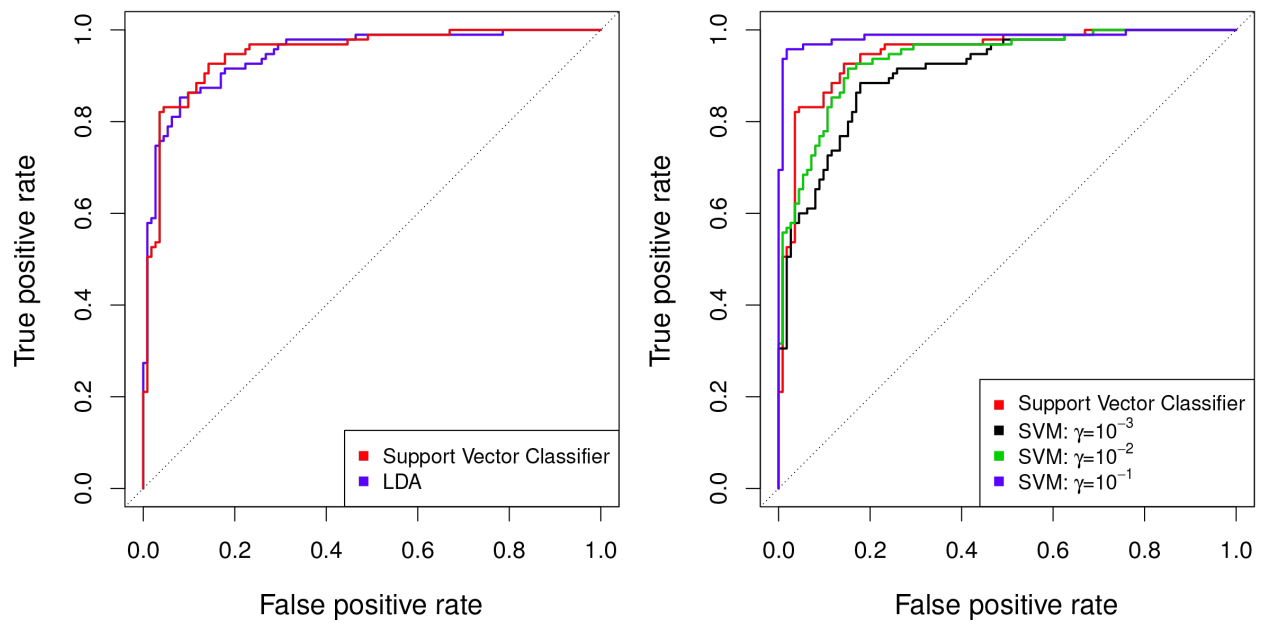 True positive rate
1.0
0.8
0.6
0.4
0.2
0.0
Support Vector Classifier
LDA
0.0 0.2 0.4 0.6 0.8 1.0
False positive rate
True positive rate
1.0
0.8
0.6
0.4
0.2
0.0
Support Vector Classifier
SVM: γ=10⁻³
SVM: γ=10⁻²
SVM: γ=10⁻¹
0.0 0.2 0.4 0.6 0.8 1.0
False positive rate